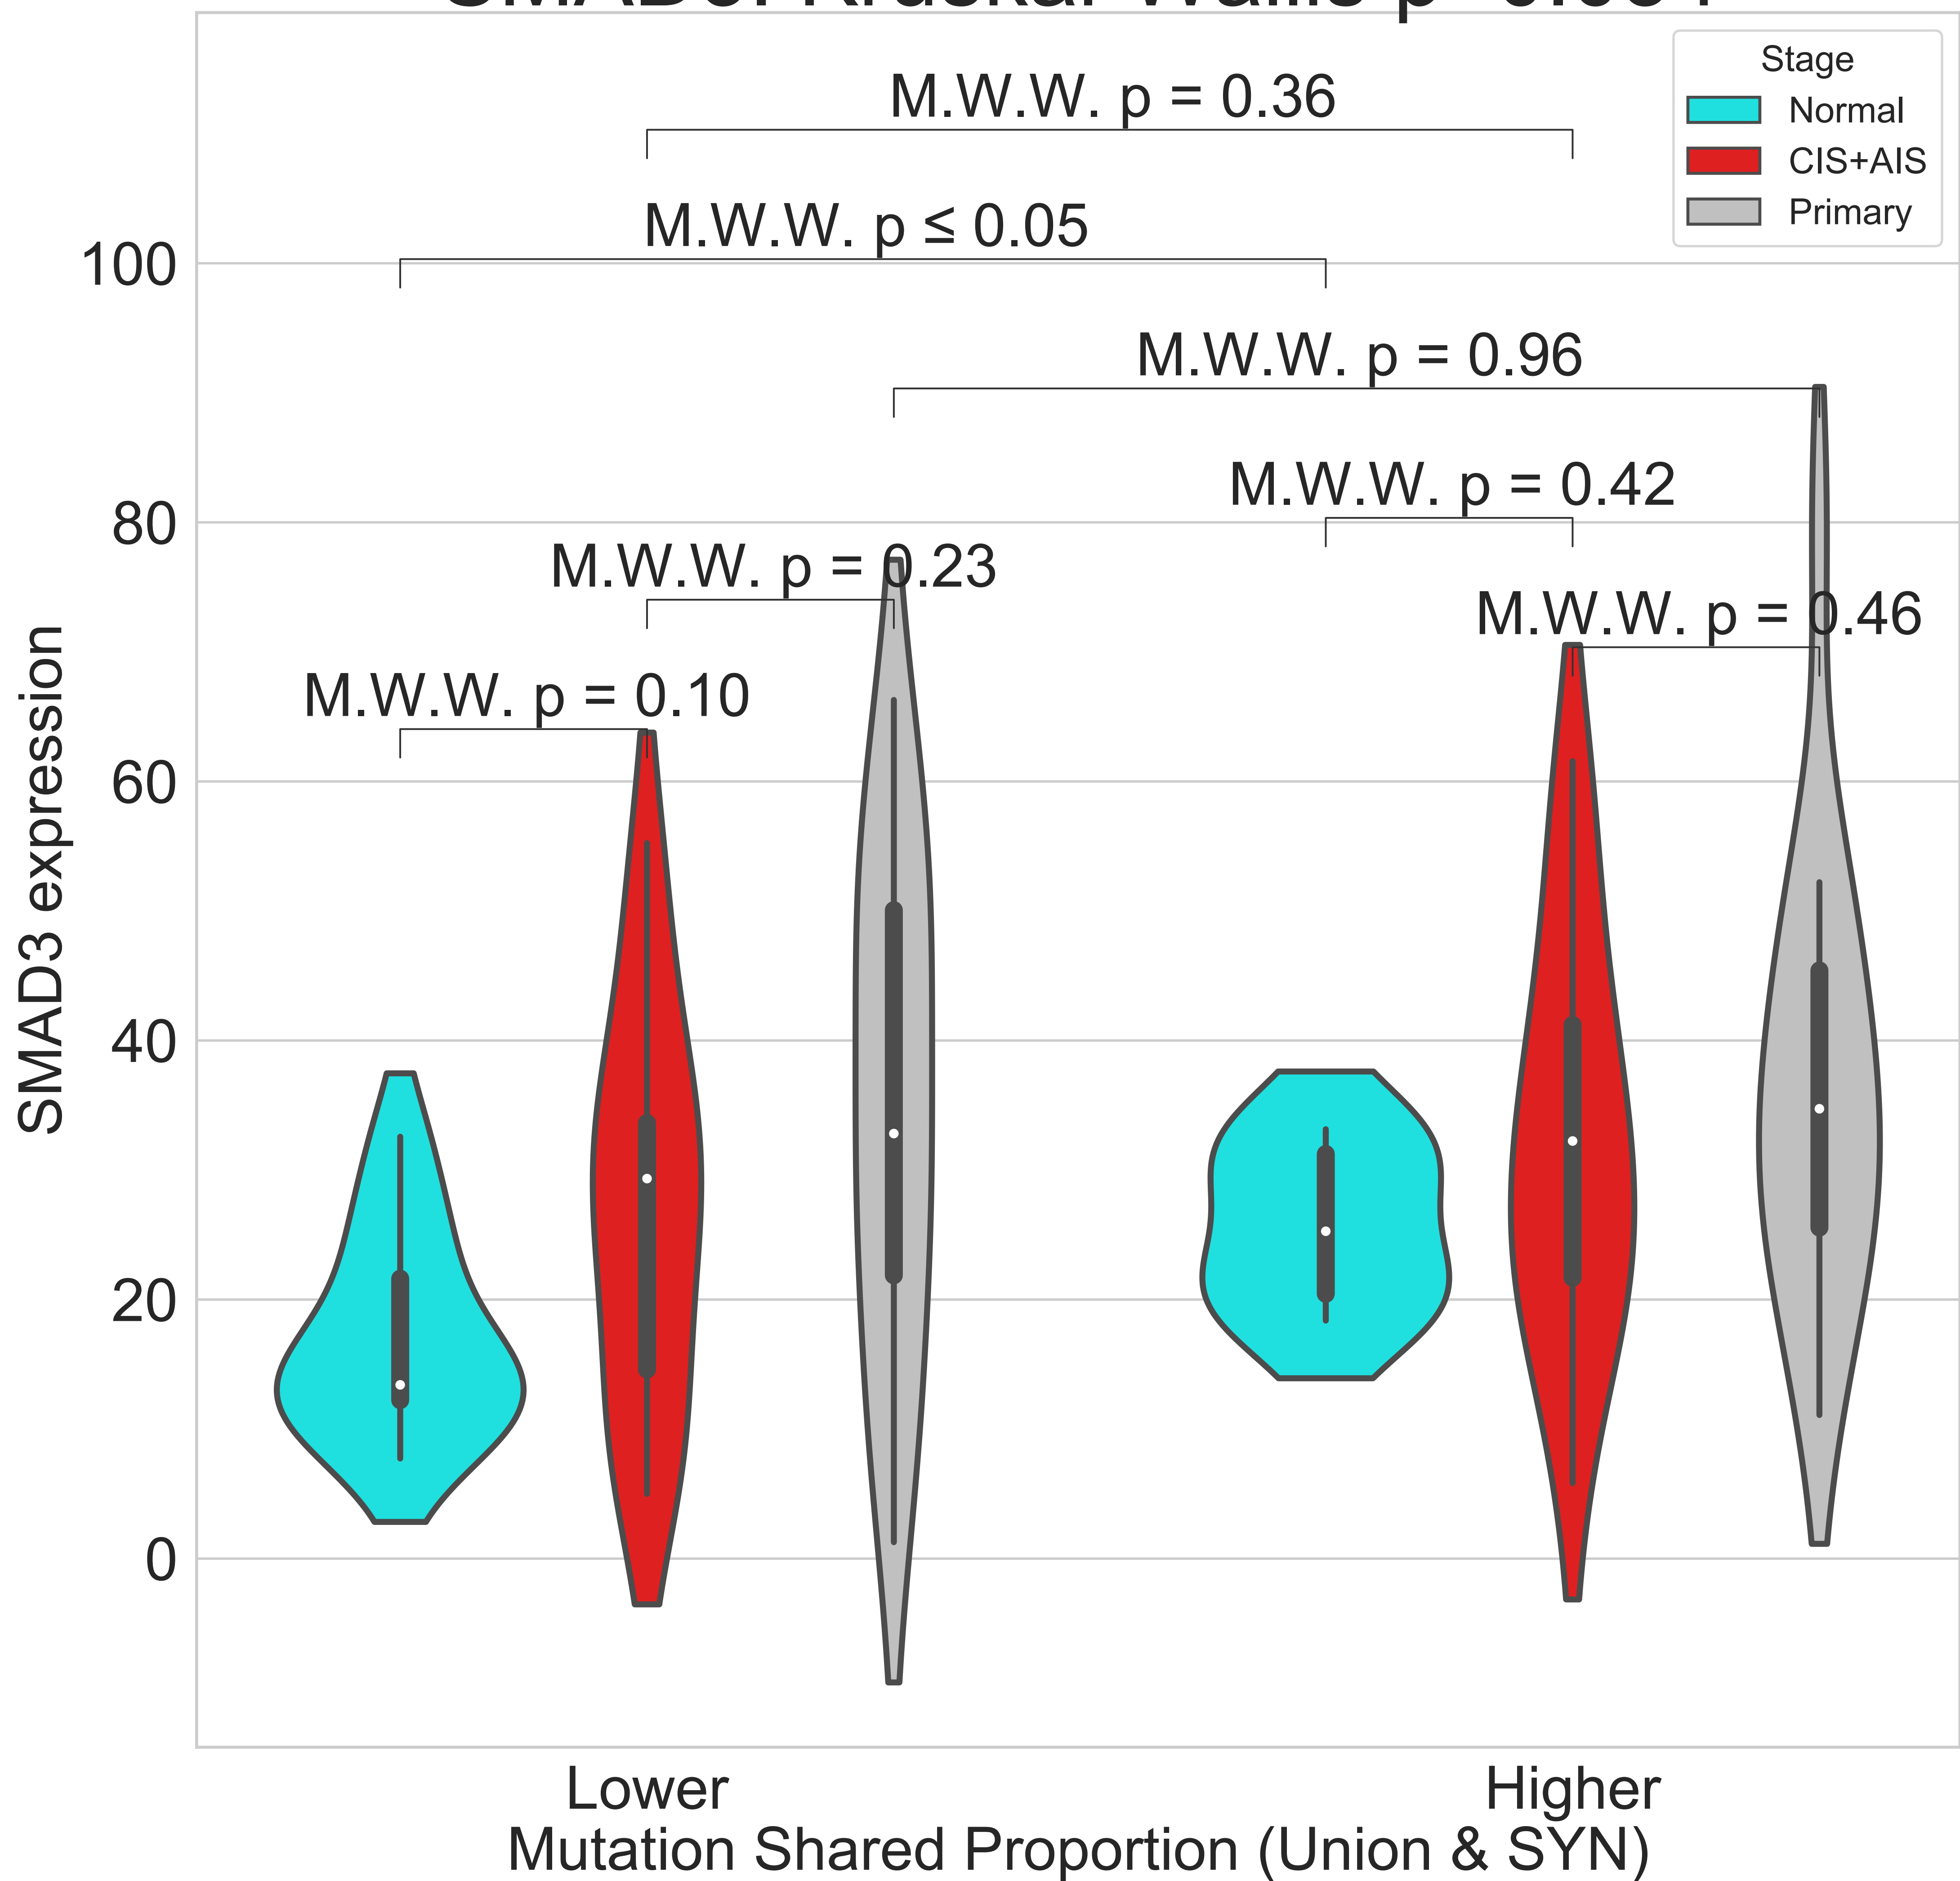 Stage
Normal
CIS+AIS
Primary
M.W.W. p = 0.36
M.W.W. p ≤ 0.05
M.W.W. p = 0.96
M.W.W. p = 0.42
M.W.W. p = 0.23
M.W.W. p = 0.46
M.W.W. p = 0.10
SMAD3 expression
100
80
60
40
20
0
Lower
Higher
Mutation Shared Proportion (Union & SYN)